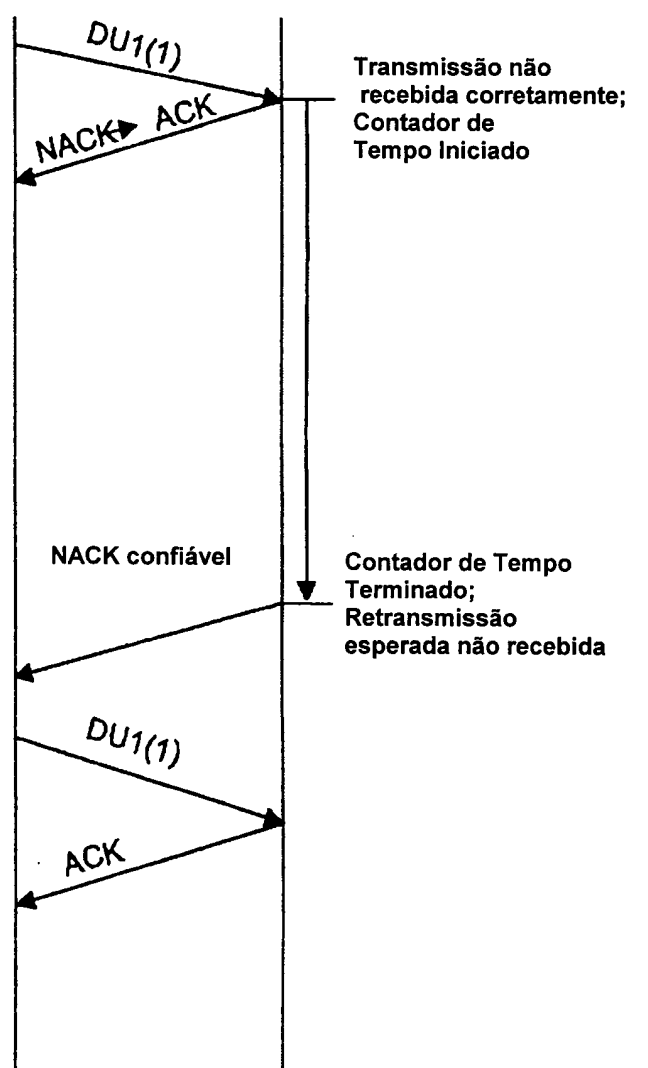 DU1(1)
NACK ACK
Transmissão não
recebida corretamente;
Contador de
Tempo Iniciado
NACK confiável
Contador de Tempo
Terminado;
Retransmissão
esperada não recebida
DU1(1)
ACK